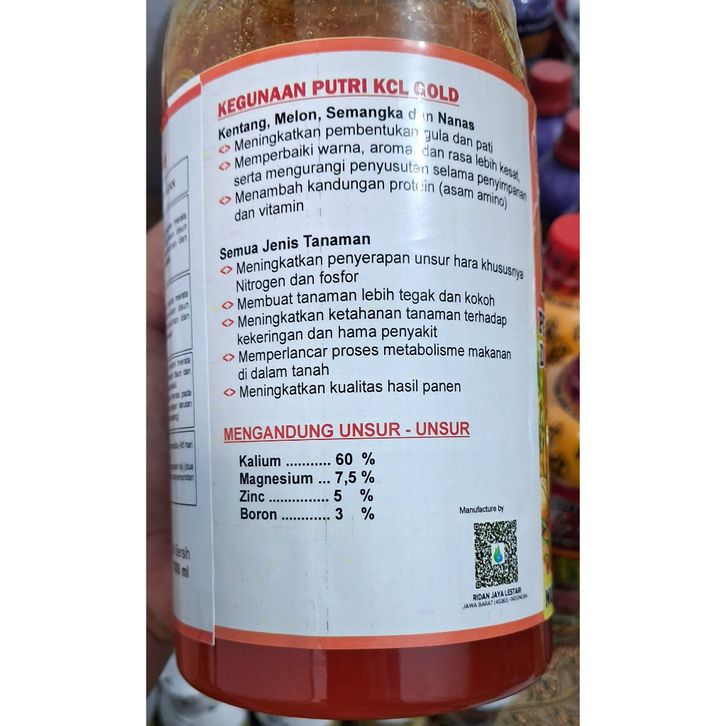 KEGUNAAN PUTRI KCL GOLD
Kentang, Melon, Semangka dan Nanas
Meningkatkan pembentukan gula dan pati
Memperbaiki warna, aroma, dan rasa lebih kesat,
serta mengurangi penyusutan selama penyimpanan
Menambah kandungan protein (asam amino)
dan vitamin
Semua Jenis Tanaman
Meningkatkan penyerapan unsur hara khususnya
Nitrogen dan fosfor
Membuat tanaman lebih tegak dan kokoh
Meningkatkan ketahanan tanaman terhadap
kekeringan dan hama penyakit
Memperlancar proses metabolisme makanan
di dalam tanah
Meningkatkan kualitas hasil panen
MENGANDUNG UNSUR - UNSUR
Kalium ........... 60 %
Magnesium ... 7,5 %
Zinc ............... 5 %
Boron ............ 3 %
Manufacture by
RIDAN JAYA LESTARI
JAWA BARAT (45383) - INDONESIA